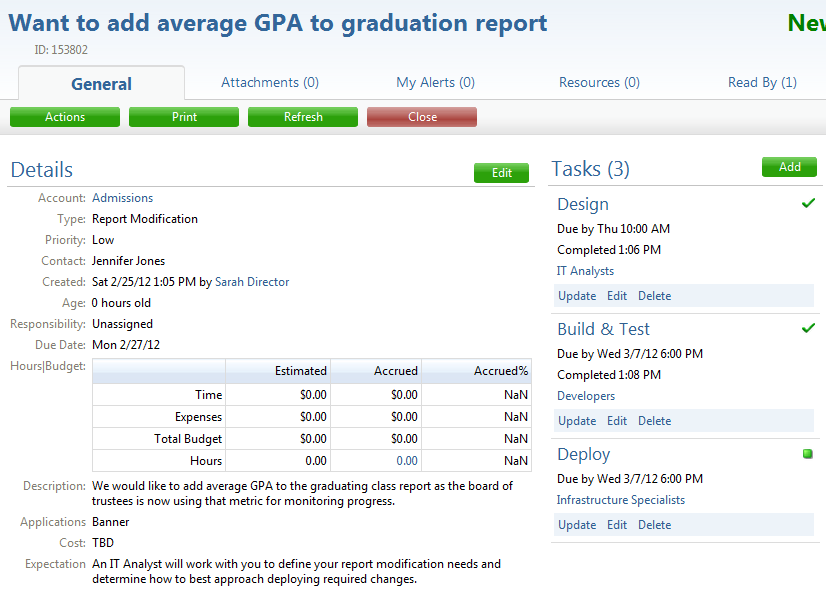 Want to add average GPA to graduation report
ID: 153802
General Attachments (0) My Alerts (0) Resources (0) Read By (1)
Actions Print Refresh Close
Details Edit
Account: Admissions
Type: Report Modification
Priority: Low
Contact: Jennifer Jones
Created: Sat 2/25/12 1:05 PM by Sarah Director
Age: 0 hours old
Responsibility: Unassigned
Due Date: Mon 2/27/12
Hours|Budget:
Estimated Accrued Accrued%
Time $0.00 $0.00 NaN
Expenses $0.00 $0.00 NaN
Total Budget $0.00 $0.00 NaN
Hours 0.00 0.00 NaN
Description: We would like to add average GPA to the graduating class report as the board of
trustees is now using that metric for monitoring progress.
Applications Banner
Cost: TBD
Expectation An IT Analyst will work with you to define your report modification needs and
determine how to best approach deploying required changes.
Tasks (3) Add
Design
Due by Thu 10:00 AM
Completed 1:06 PM
IT Analysts
Update Edit Delete
Build & Test
Due by Wed 3/7/12 6:00 PM
Completed 1:08 PM
Developers
Update Edit Delete
Deploy
Due by Wed 3/7/12 6:00 PM
Infrastructure Specialists
Update Edit Delete